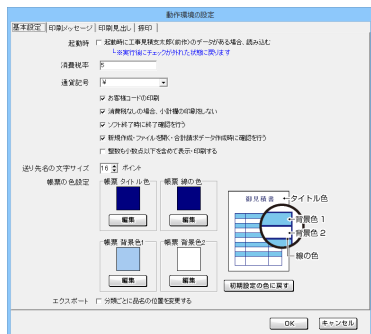 動作環境の設定
基本設定 印刷メッセージ 印刷見出し 捺印
起動時 起動時に工事見積支太郎(前作)のデータがある場合、読み込む
└※実行後にチェックが外れた状態に戻ります
消費税率 5
通貨記号 ￥
お客様コードの印刷
消費税なしの場合、小計欄の印刷をしない
ソフト終了時に終了確認を行う
新規作成・ファイルを開く・合計請求データ作成時に確認を行う
整数も小数点以下を含めて表示・印刷する
送り先名の文字サイズ 16 ポイント
帳票の色設定 帳票 タイトル色 帳票 線の色
編集 編集
帳票 背景色1 帳票 背景色2
編集 編集
御見積書 タイトル色
背景色 1
背景色 2
線の色
初期設定の色に戻す
エクスポート 分類ごとに品名の位置を変更する
OK キャンセル